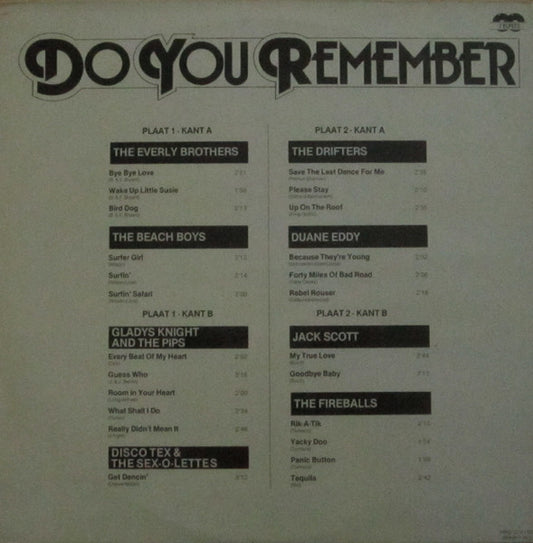 DO YOU REMEMBER
PLAAT 1 - KANT A
THE EVERLY BROTHERS
Bye Bye Love
Wake Up Little Susie
Bird Dog
THE BEACH BOYS
Surfer Girl
Surfin'
Surfin' Safari
PLAAT 1 - KANT B
GLADYS KNIGHT
AND THE PIPS
Every Beat Of My Heart
Guess Who
Room in Your Heart
What Shall I Do
Really Didn't Mean It
DISCO TEX &
THE SEX-O-LETTES
Get Dancin'
PLAAT 2 - KANT A
THE DRIFTERS
Save The Last Dance For Me
Please Stay
Up On The Roof
DUANE EDDY
Because They're Young
Forty Miles Of Bad Road
Rebel Rouser
PLAAT 2 - KANT B
JACK SCOTT
My True Love
Goodbye Baby
THE FIREBALLS
Rik-A-Tik
Yacky Doo
Panic Button
Tequila